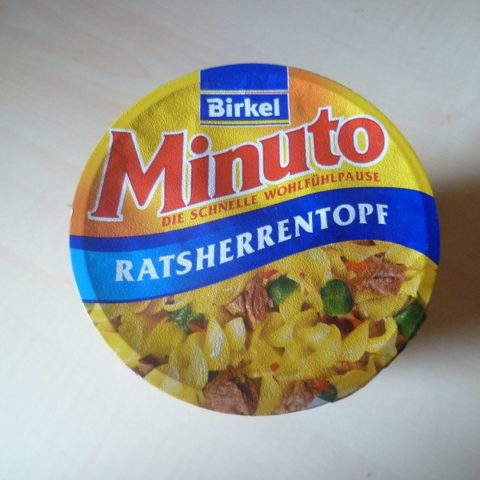 Birkel
Minuto
DIE SCHNELLE WOHLFÜHLPAUSE
RATSHERRENTOPF